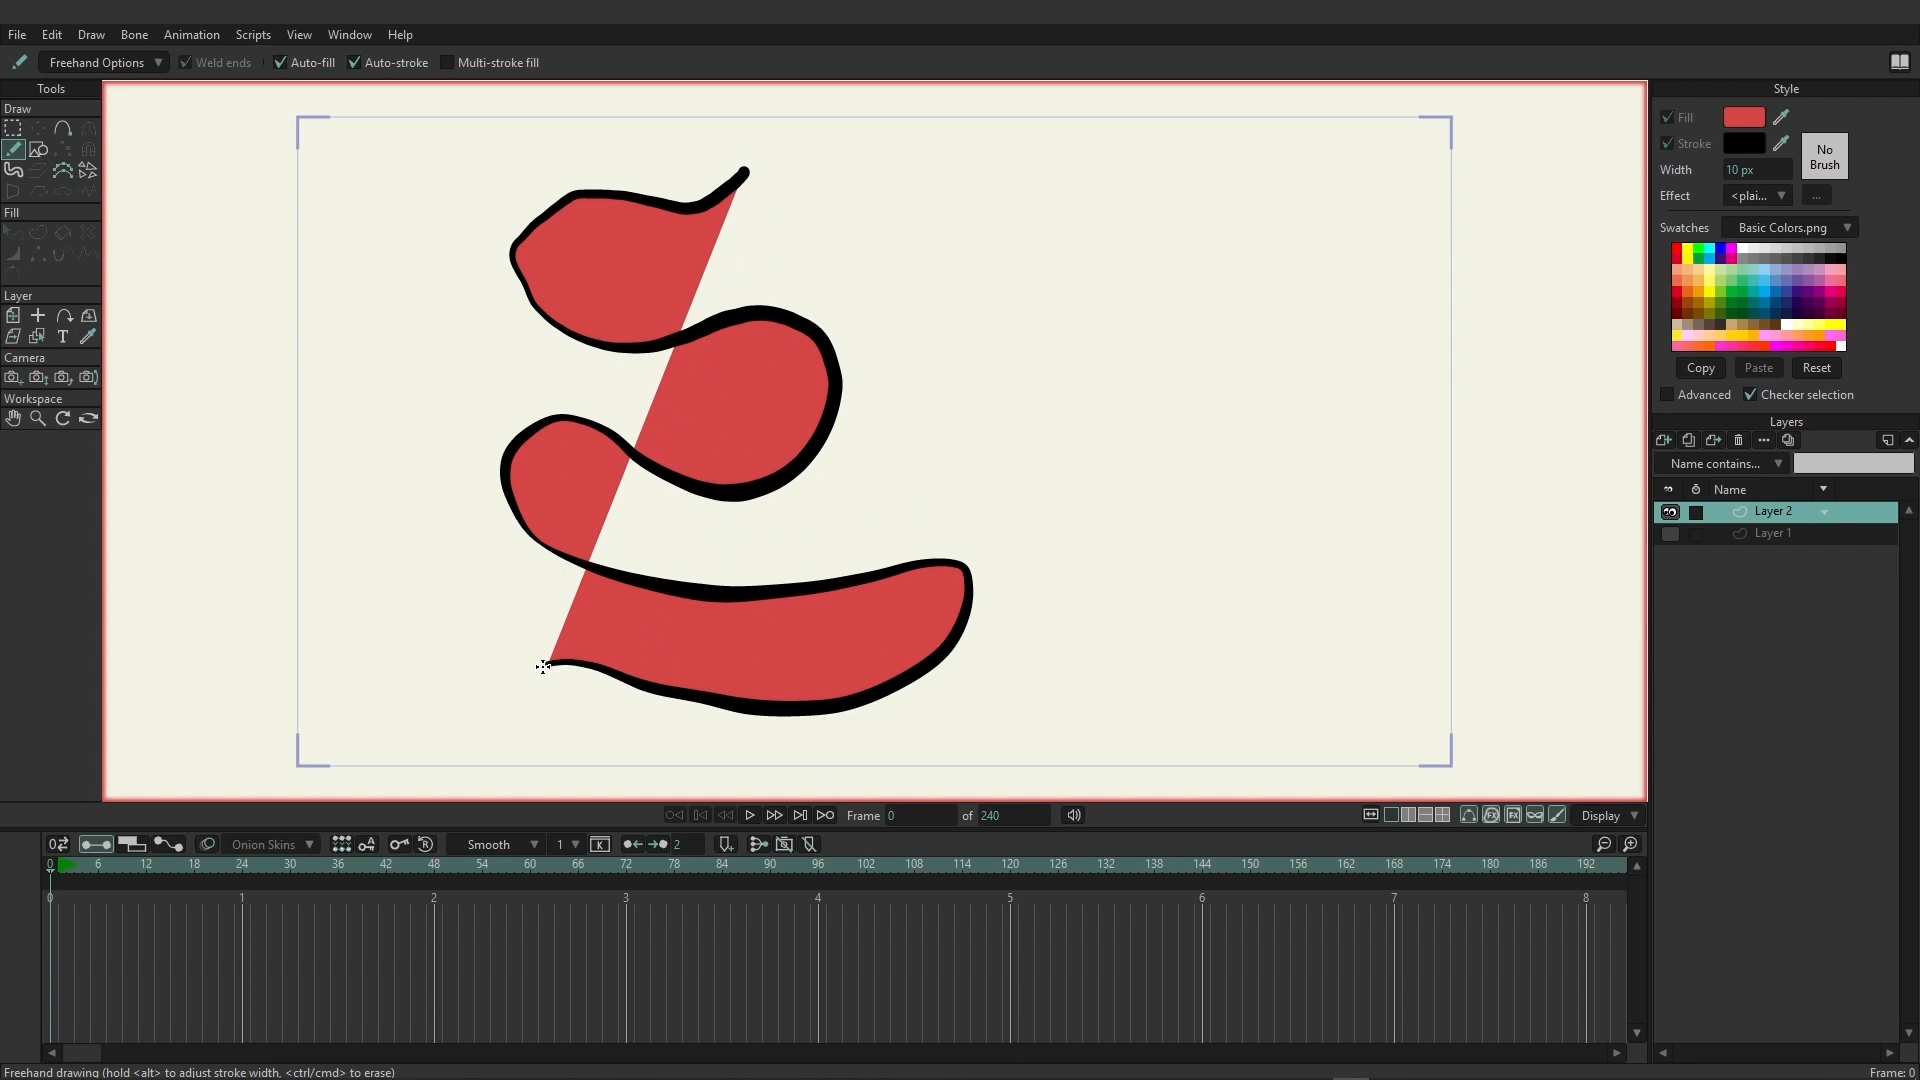 File Edit Draw Bone Animation Scripts View Window Help
Freehand Options Weld ends Auto-fill Auto-stroke Multi-stroke fill
Tools
Draw
Fill
Layer
Camera
Workspace
Style
Fill
Stroke
No Brush
Width 10 px
Effect <plai... ...
Swatches Basic Colors.png
Copy Paste Reset
Advanced Checker selection
Layers
Name contains...
Name
Layer 2
Layer 1
Frame 0 of 240 Display
Onion Skins Smooth 1 2
0 6 12 18 24 30 36 42 48 54 60 66 72 78 84 90 96 102 108 114 120 126 132 138 144 150 156 162 168 174 180 186 192
0 1 2 3 4 5 6 7 8
Freehand drawing (hold <alt> to adjust stroke width, <ctrl/cmd> to erase) Frame: 0